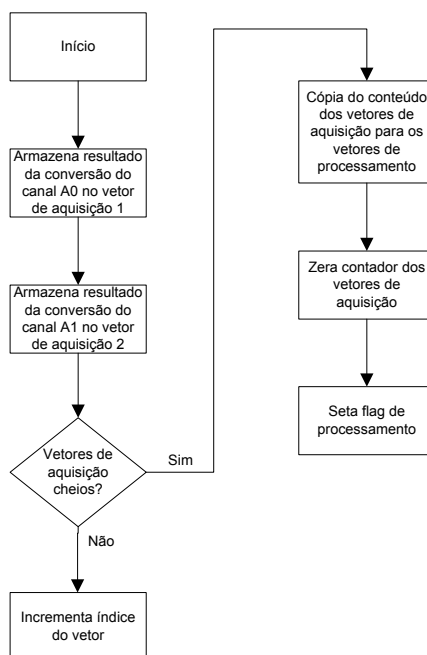 Início
Armazena resultado
da conversão do
canal A0 no vetor
de aquisição 1
Armazena resultado
da conversão do
canal A1 no vetor
de aquisição 2
Vetores de
aquisição
cheios?
Sim
Não
Incrementa índice
do vetor
Cópia do conteúdo
dos vetores de
aquisição para os
vetores de
processamento
Zera contador dos
vetores de
aquisição
Seta flag de
processamento